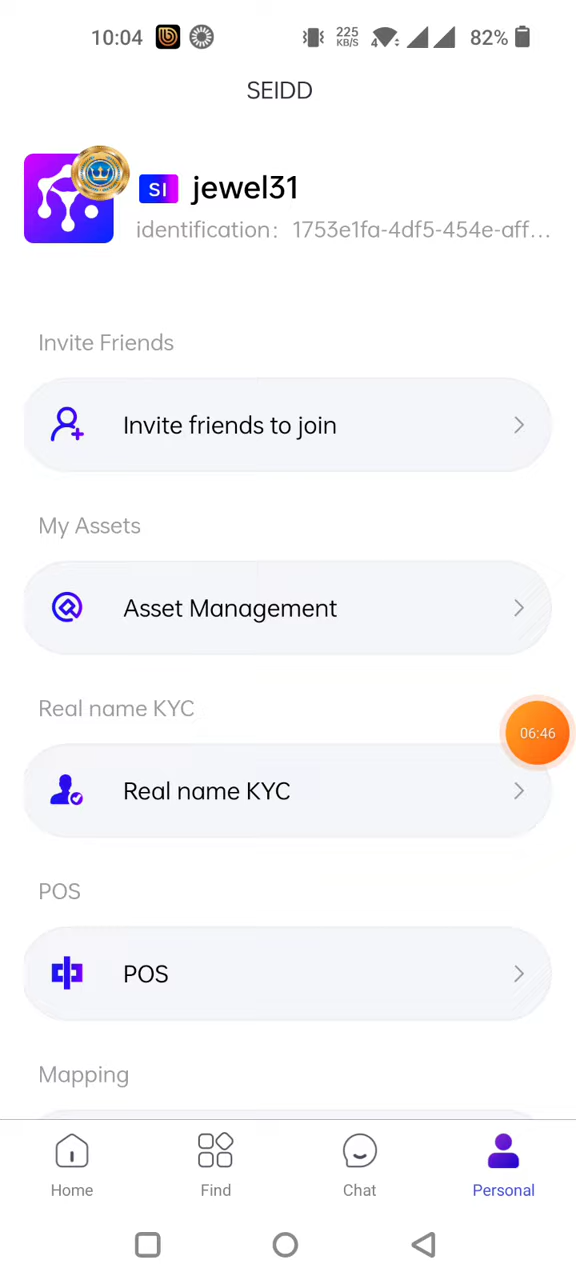 10:04 225 KB/S 4 82%
SEIDD
SI jewel31
identification: 1753e1fa-4df5-454e-aff...
Invite Friends
Invite friends to join
My Assets
Asset Management
Real name KYC
06:46
Real name KYC
POS
POS
Mapping
Home Find Chat Personal